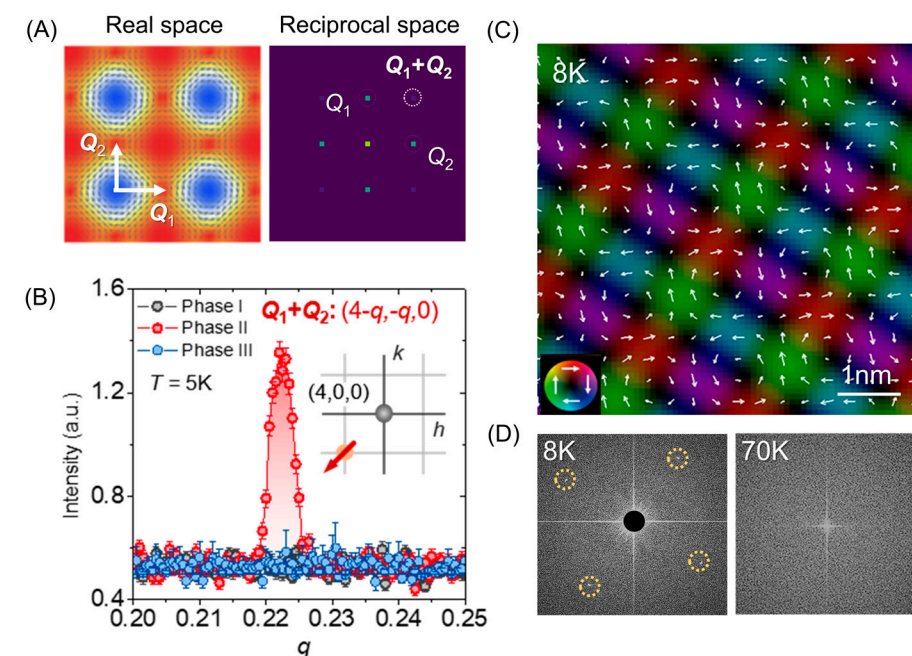 (A)
Real space
Reciprocal space
Q₂
Q₁
Q₁
Q₁+Q₂
Q₂
(B)
Intensity (a.u.)
1.6
1.2
0.8
0.4
Phase I
Phase II
Phase III
T = 5K
Q₁+Q₂: (4-q,-q,0)
(4,0,0)
k
h
0.20
0.21
0.22
0.23
0.24
0.25
q
(C)
8K
1nm
(D)
8K
70K